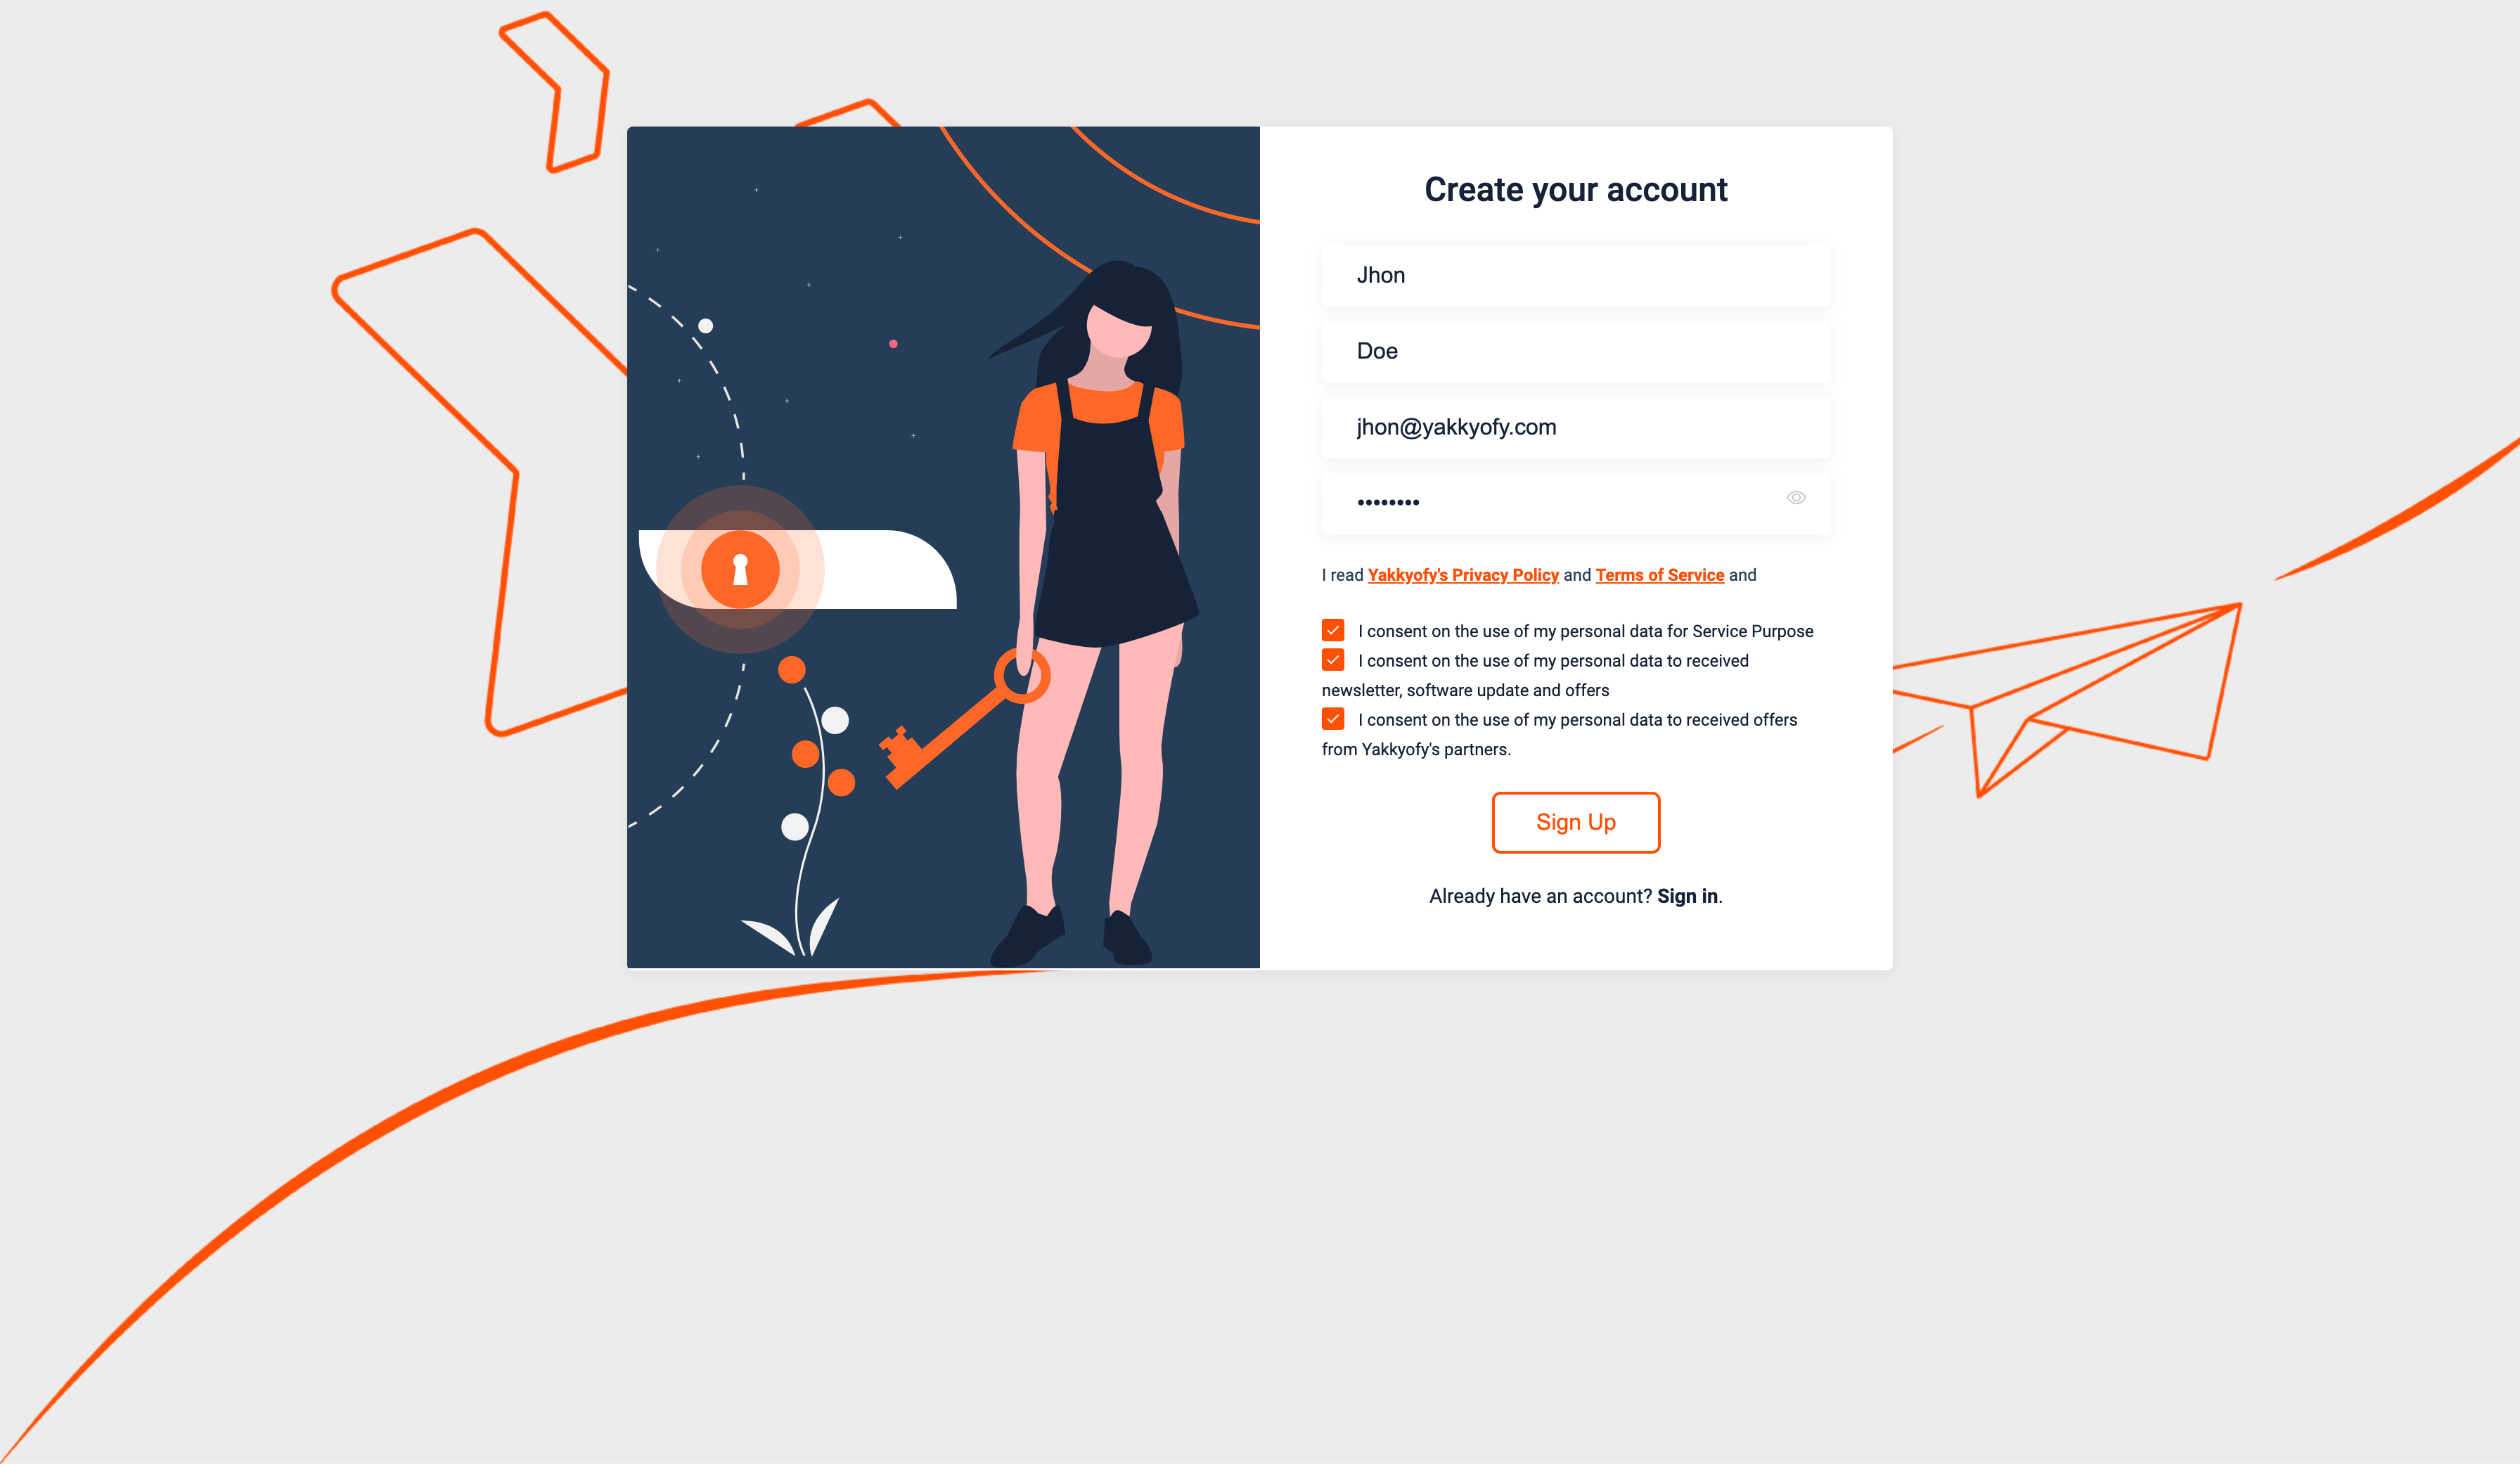 Create your account
Jhon
Doe
jhon@yakkyofy.com
••••••••
I read Yakkyofy's Privacy Policy and Terms of Service and
I consent on the use of my personal data for Service Purpose
I consent on the use of my personal data to received
newsletter, software update and offers
I consent on the use of my personal data to received offers
from Yakkyofy's partners.
Sign Up
Already have an account? Sign in.